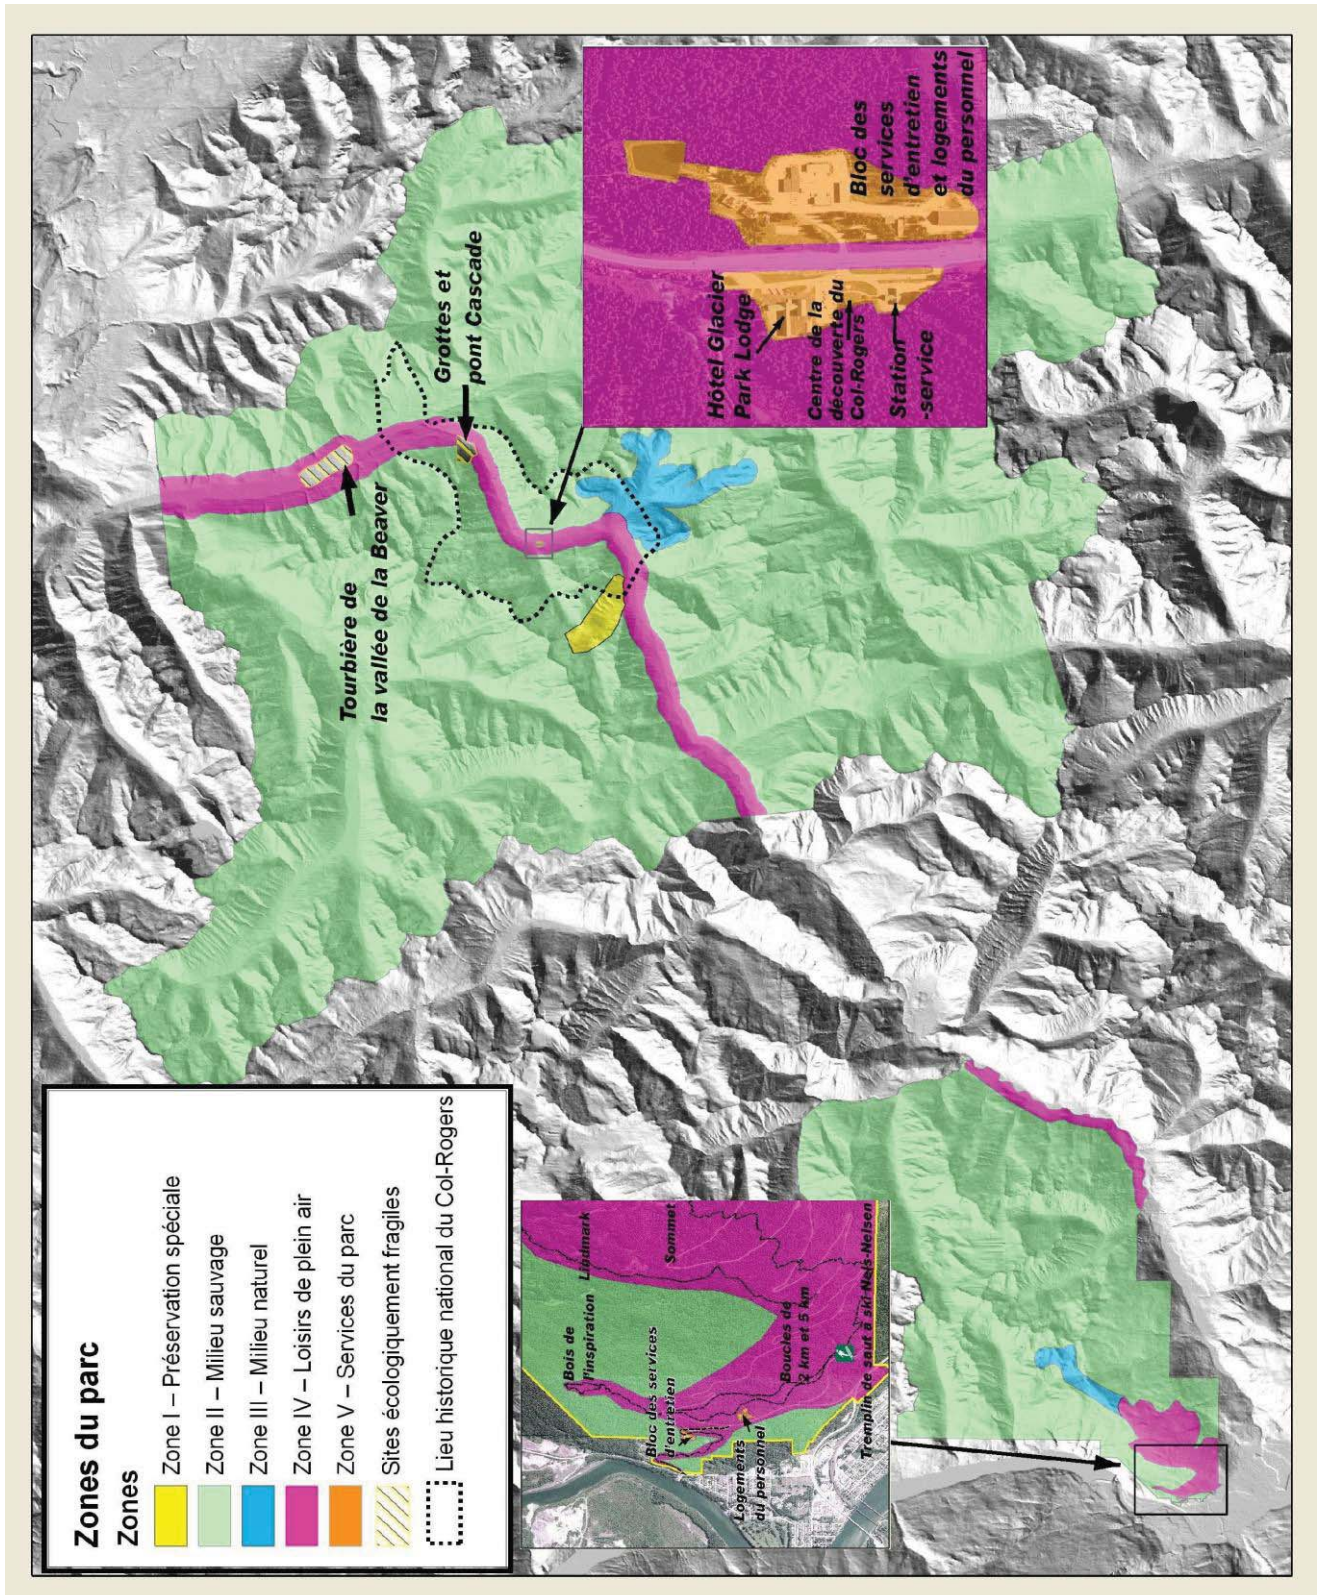 Zones du parc
Zones
Zone I – Préservation spéciale
Zone II – Milieu sauvage
Zone III – Milieu naturel
Zone IV – Loisirs de plein air
Zone V – Services du parc
Sites écologiquement fragiles
Lieu historique national du Col-Rogers
Tourbière de
la vallée de la Beaver
Grottes et
pont Cascade
Hôtel Glacier
Park Lodge
Centre de la
découverte du
Col-Rogers
Station
-service
Bloc des
services
d'entretien
et logements
du personnel
Bois de
l'inspiration
Lindmark
Sommet
Bloc des services
d'entretien
Boucles de
2 km et 5 km
Logements
du personnel
Tremplin de saut à ski Nels-Nelsen